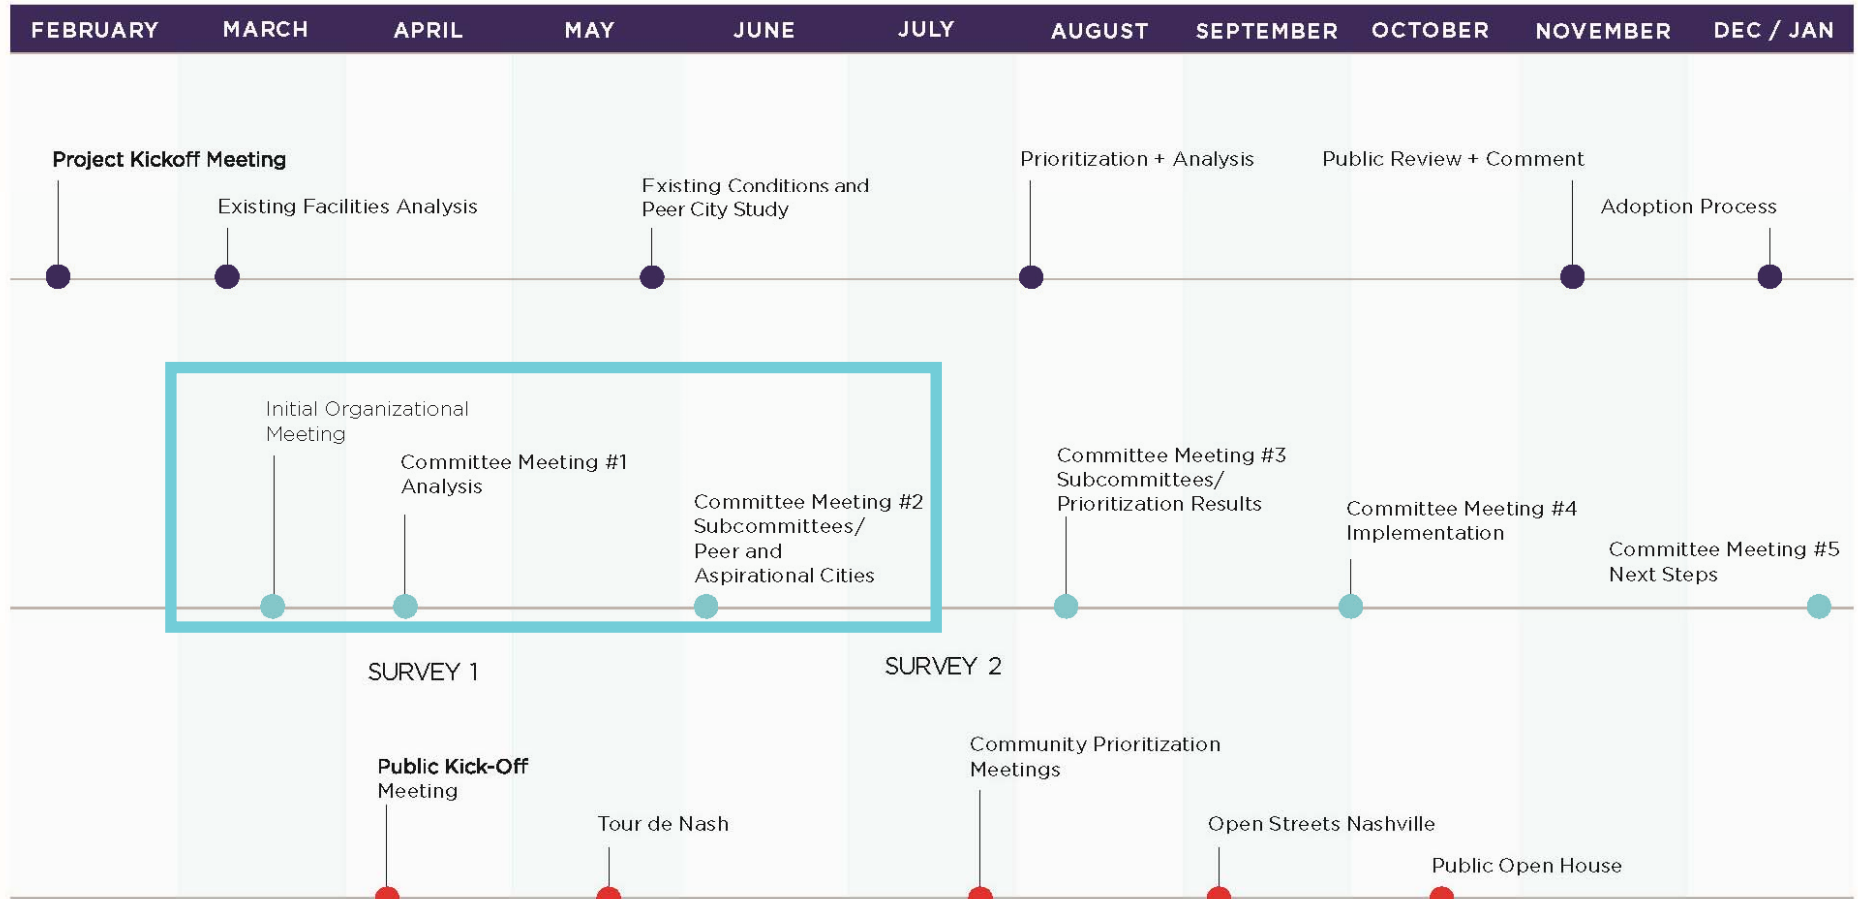 FEBRUARY MARCH APRIL MAY JUNE JULY AUGUST SEPTEMBER OCTOBER NOVEMBER DEC / JAN
Project Kickoff Meeting
Existing Facilities Analysis
Existing Conditions and
Peer City Study
Prioritization + Analysis
Public Review + Comment
Adoption Process
Initial Organizational
Meeting
Committee Meeting #1
Analysis
Committee Meeting #2
Subcommittees/
Peer and
Aspirational Cities
Committee Meeting #3
Subcommittees/
Prioritization Results
Committee Meeting #4
Implementation
Committee Meeting #5
Next Steps
SURVEY 1
SURVEY 2
Public Kick-Off
Meeting
Tour de Nash
Community Prioritization
Meetings
Open Streets Nashville
Public Open House